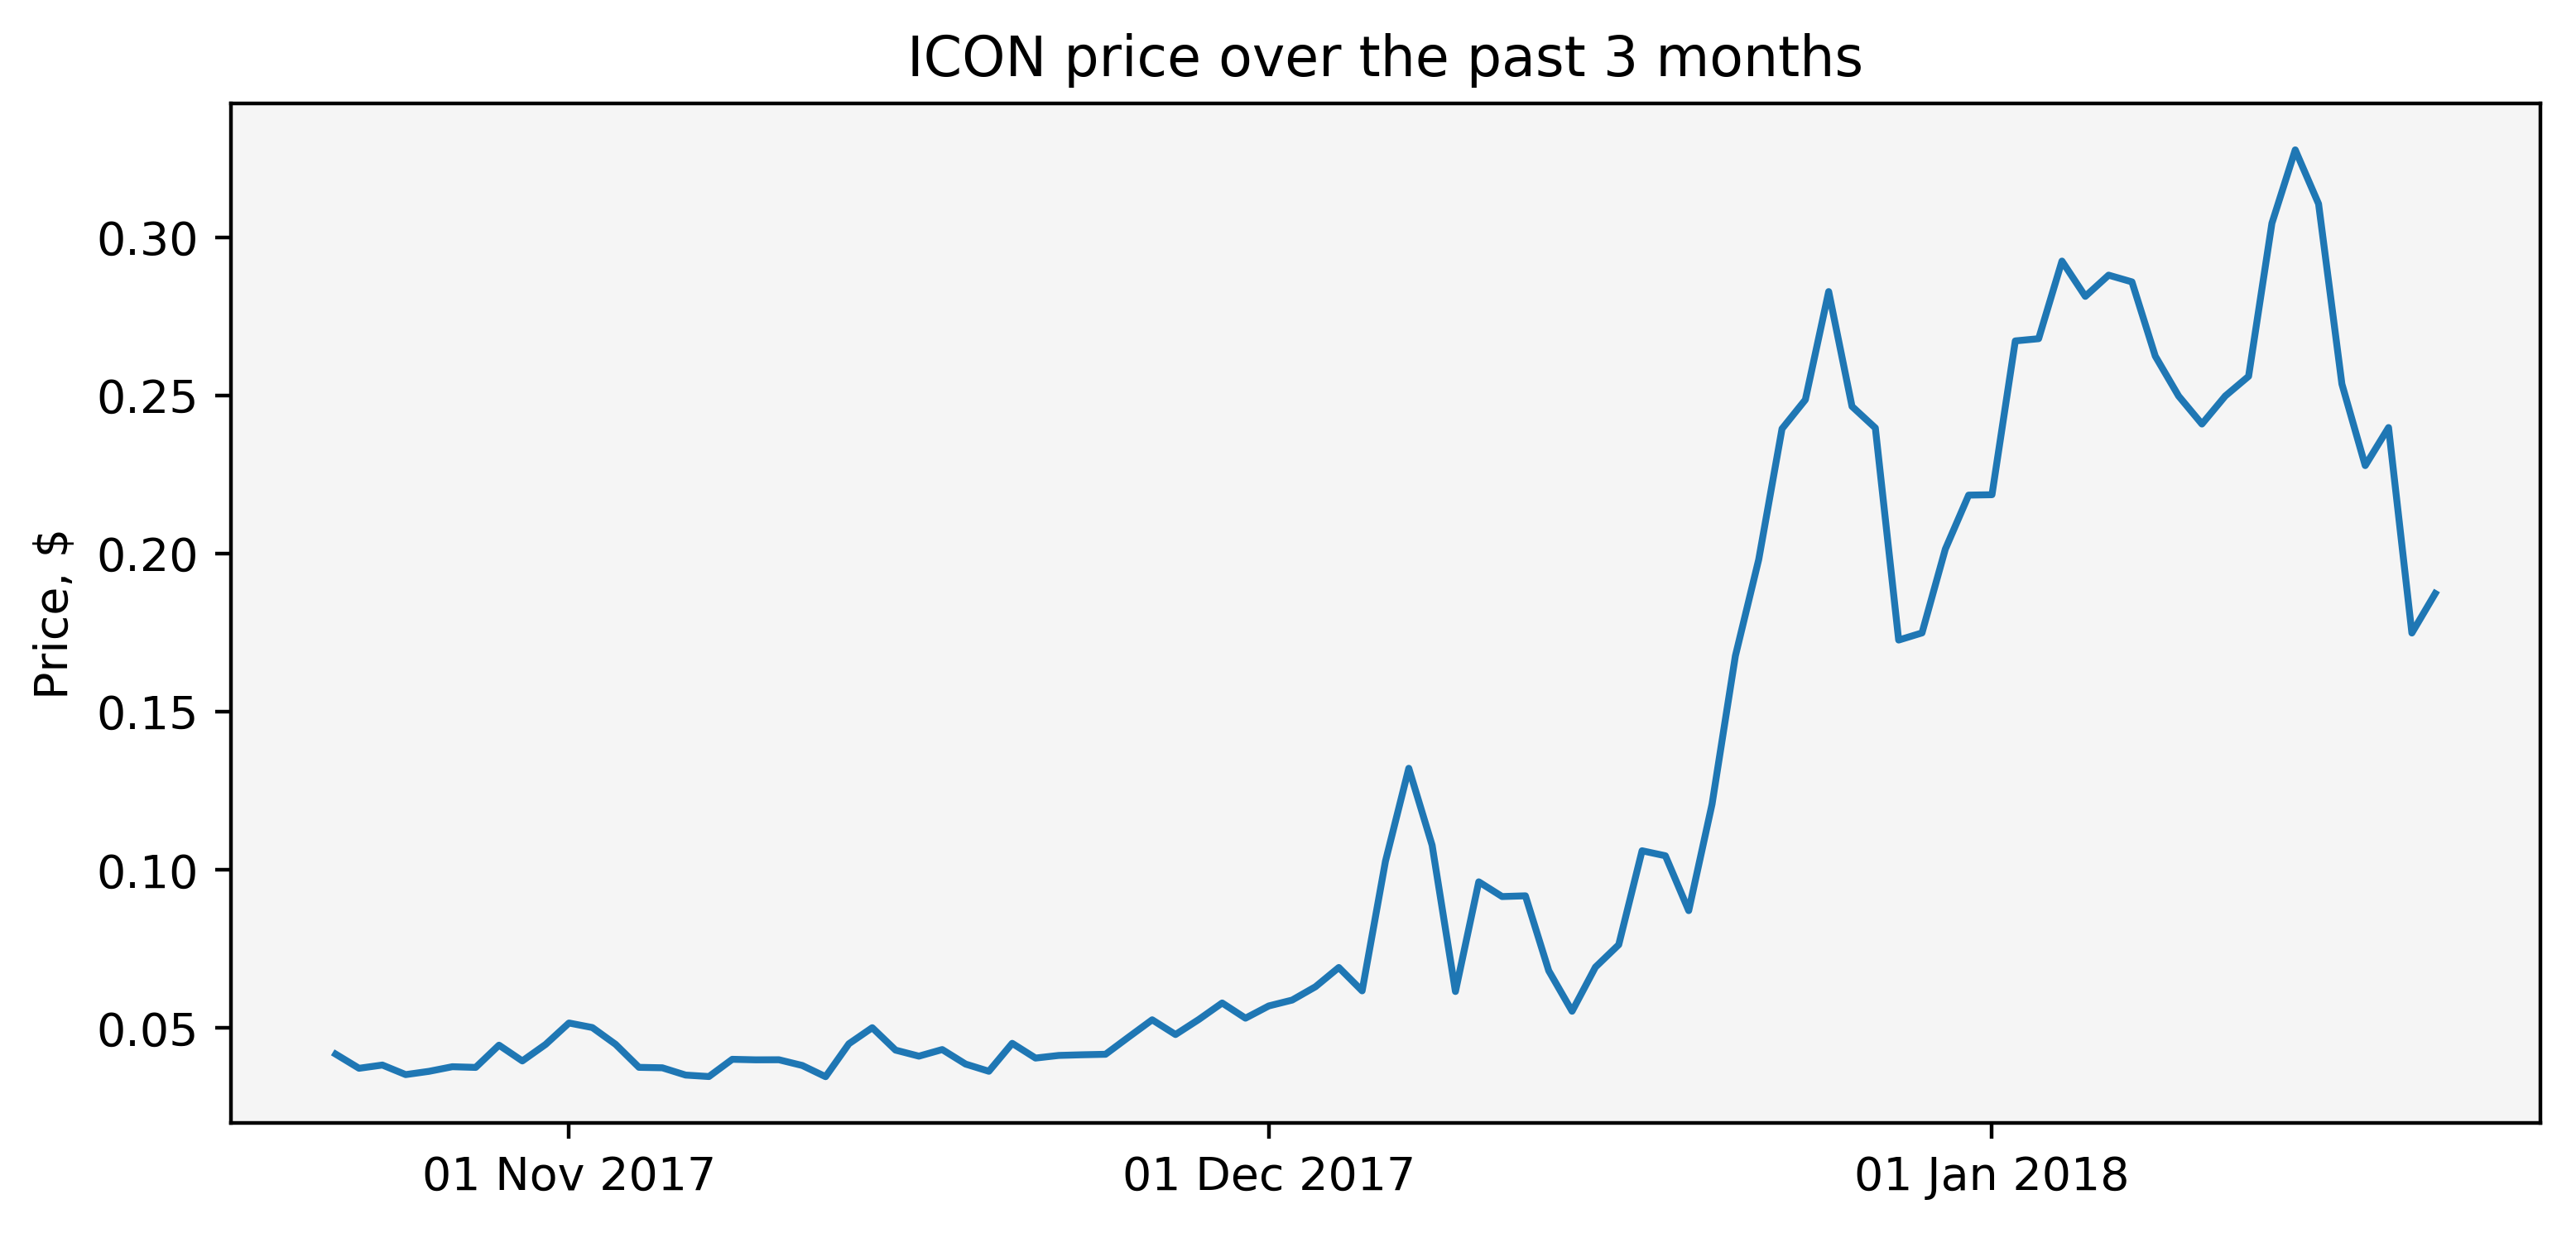 ICON price over the past 3 months
Price, $
0.30
0.25
0.20
0.15
0.10
0.05
01 Nov 2017
01 Dec 2017
01 Jan 2018